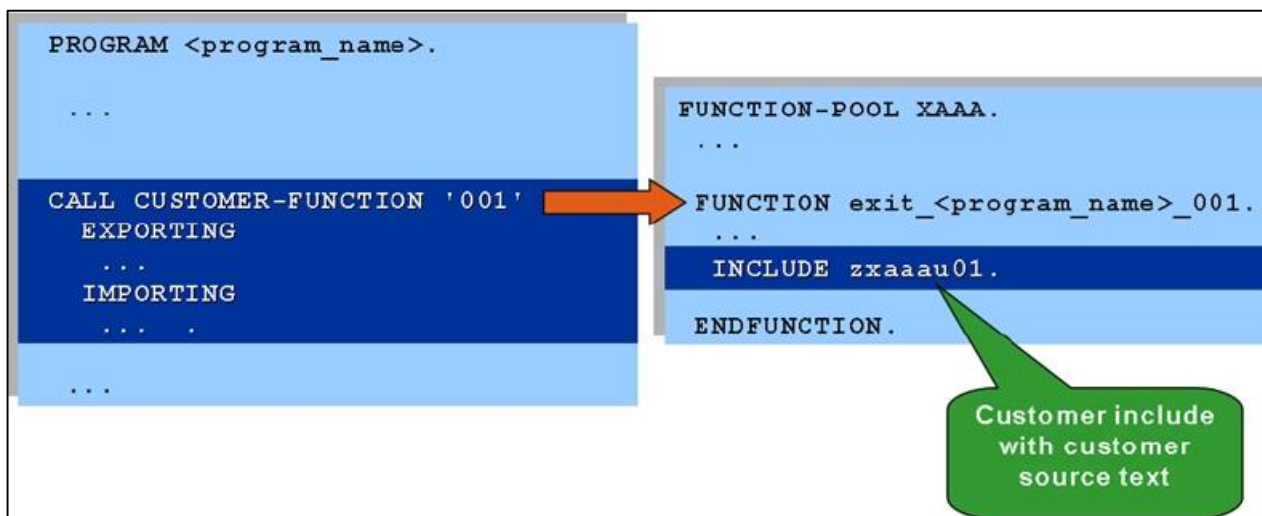 PROGRAM <program_name>.
...
CALL CUSTOMER-FUNCTION '001'
EXPORTING
...
IMPORTING
... .
...
FUNCTION-POOL XAAA.
...
FUNCTION exit_<program_name>_001.
...
INCLUDE zxaaau01.
ENDFUNCTION.
Customer include
with customer
source text